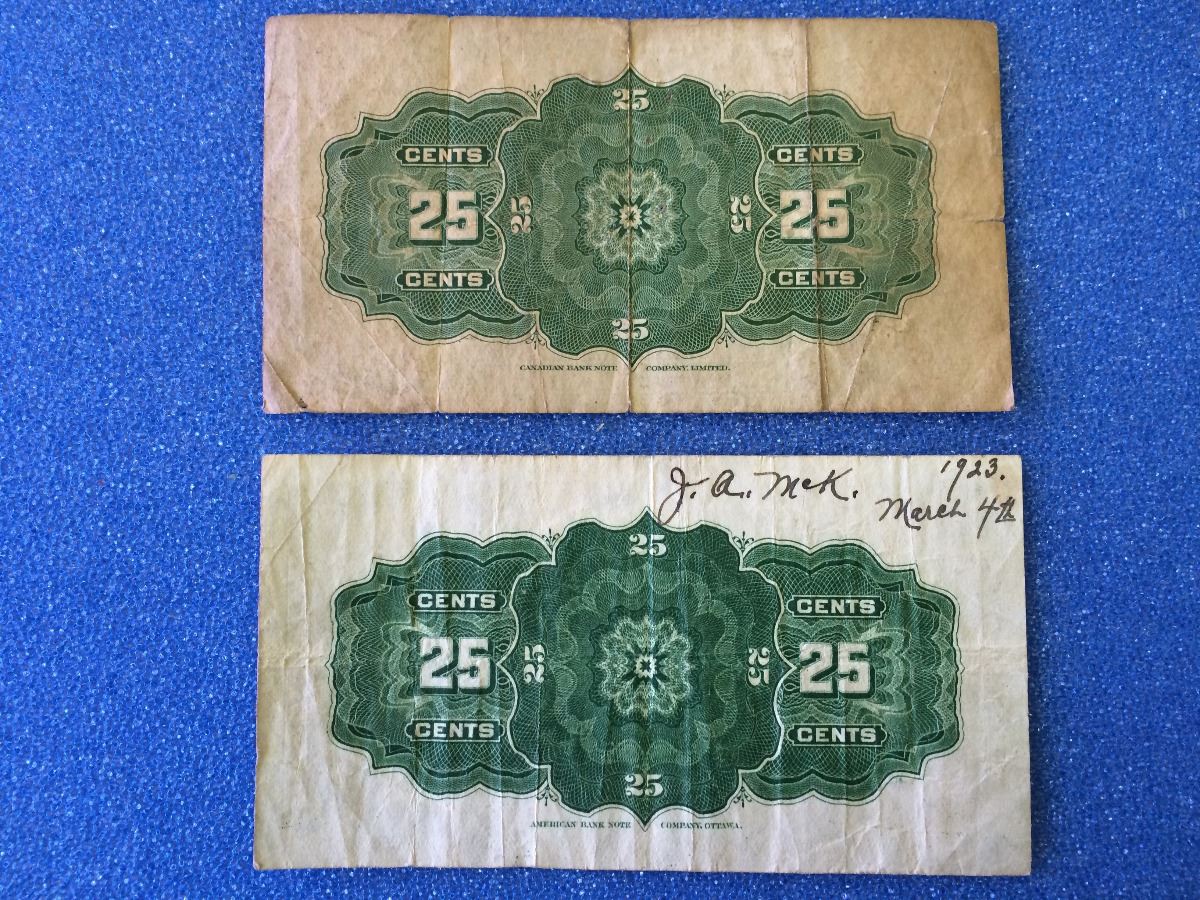 25
CENTS CENTS
25 25 25 25
CENTS CENTS
25
CANADIAN BANK NOTE COMPANY, LIMITED.
J. A. McK. 1923.
March 4th
25
CENTS CENTS
25 25 25 25
CENTS CENTS
25
AMERICAN BANK NOTE COMPANY, OTTAWA.